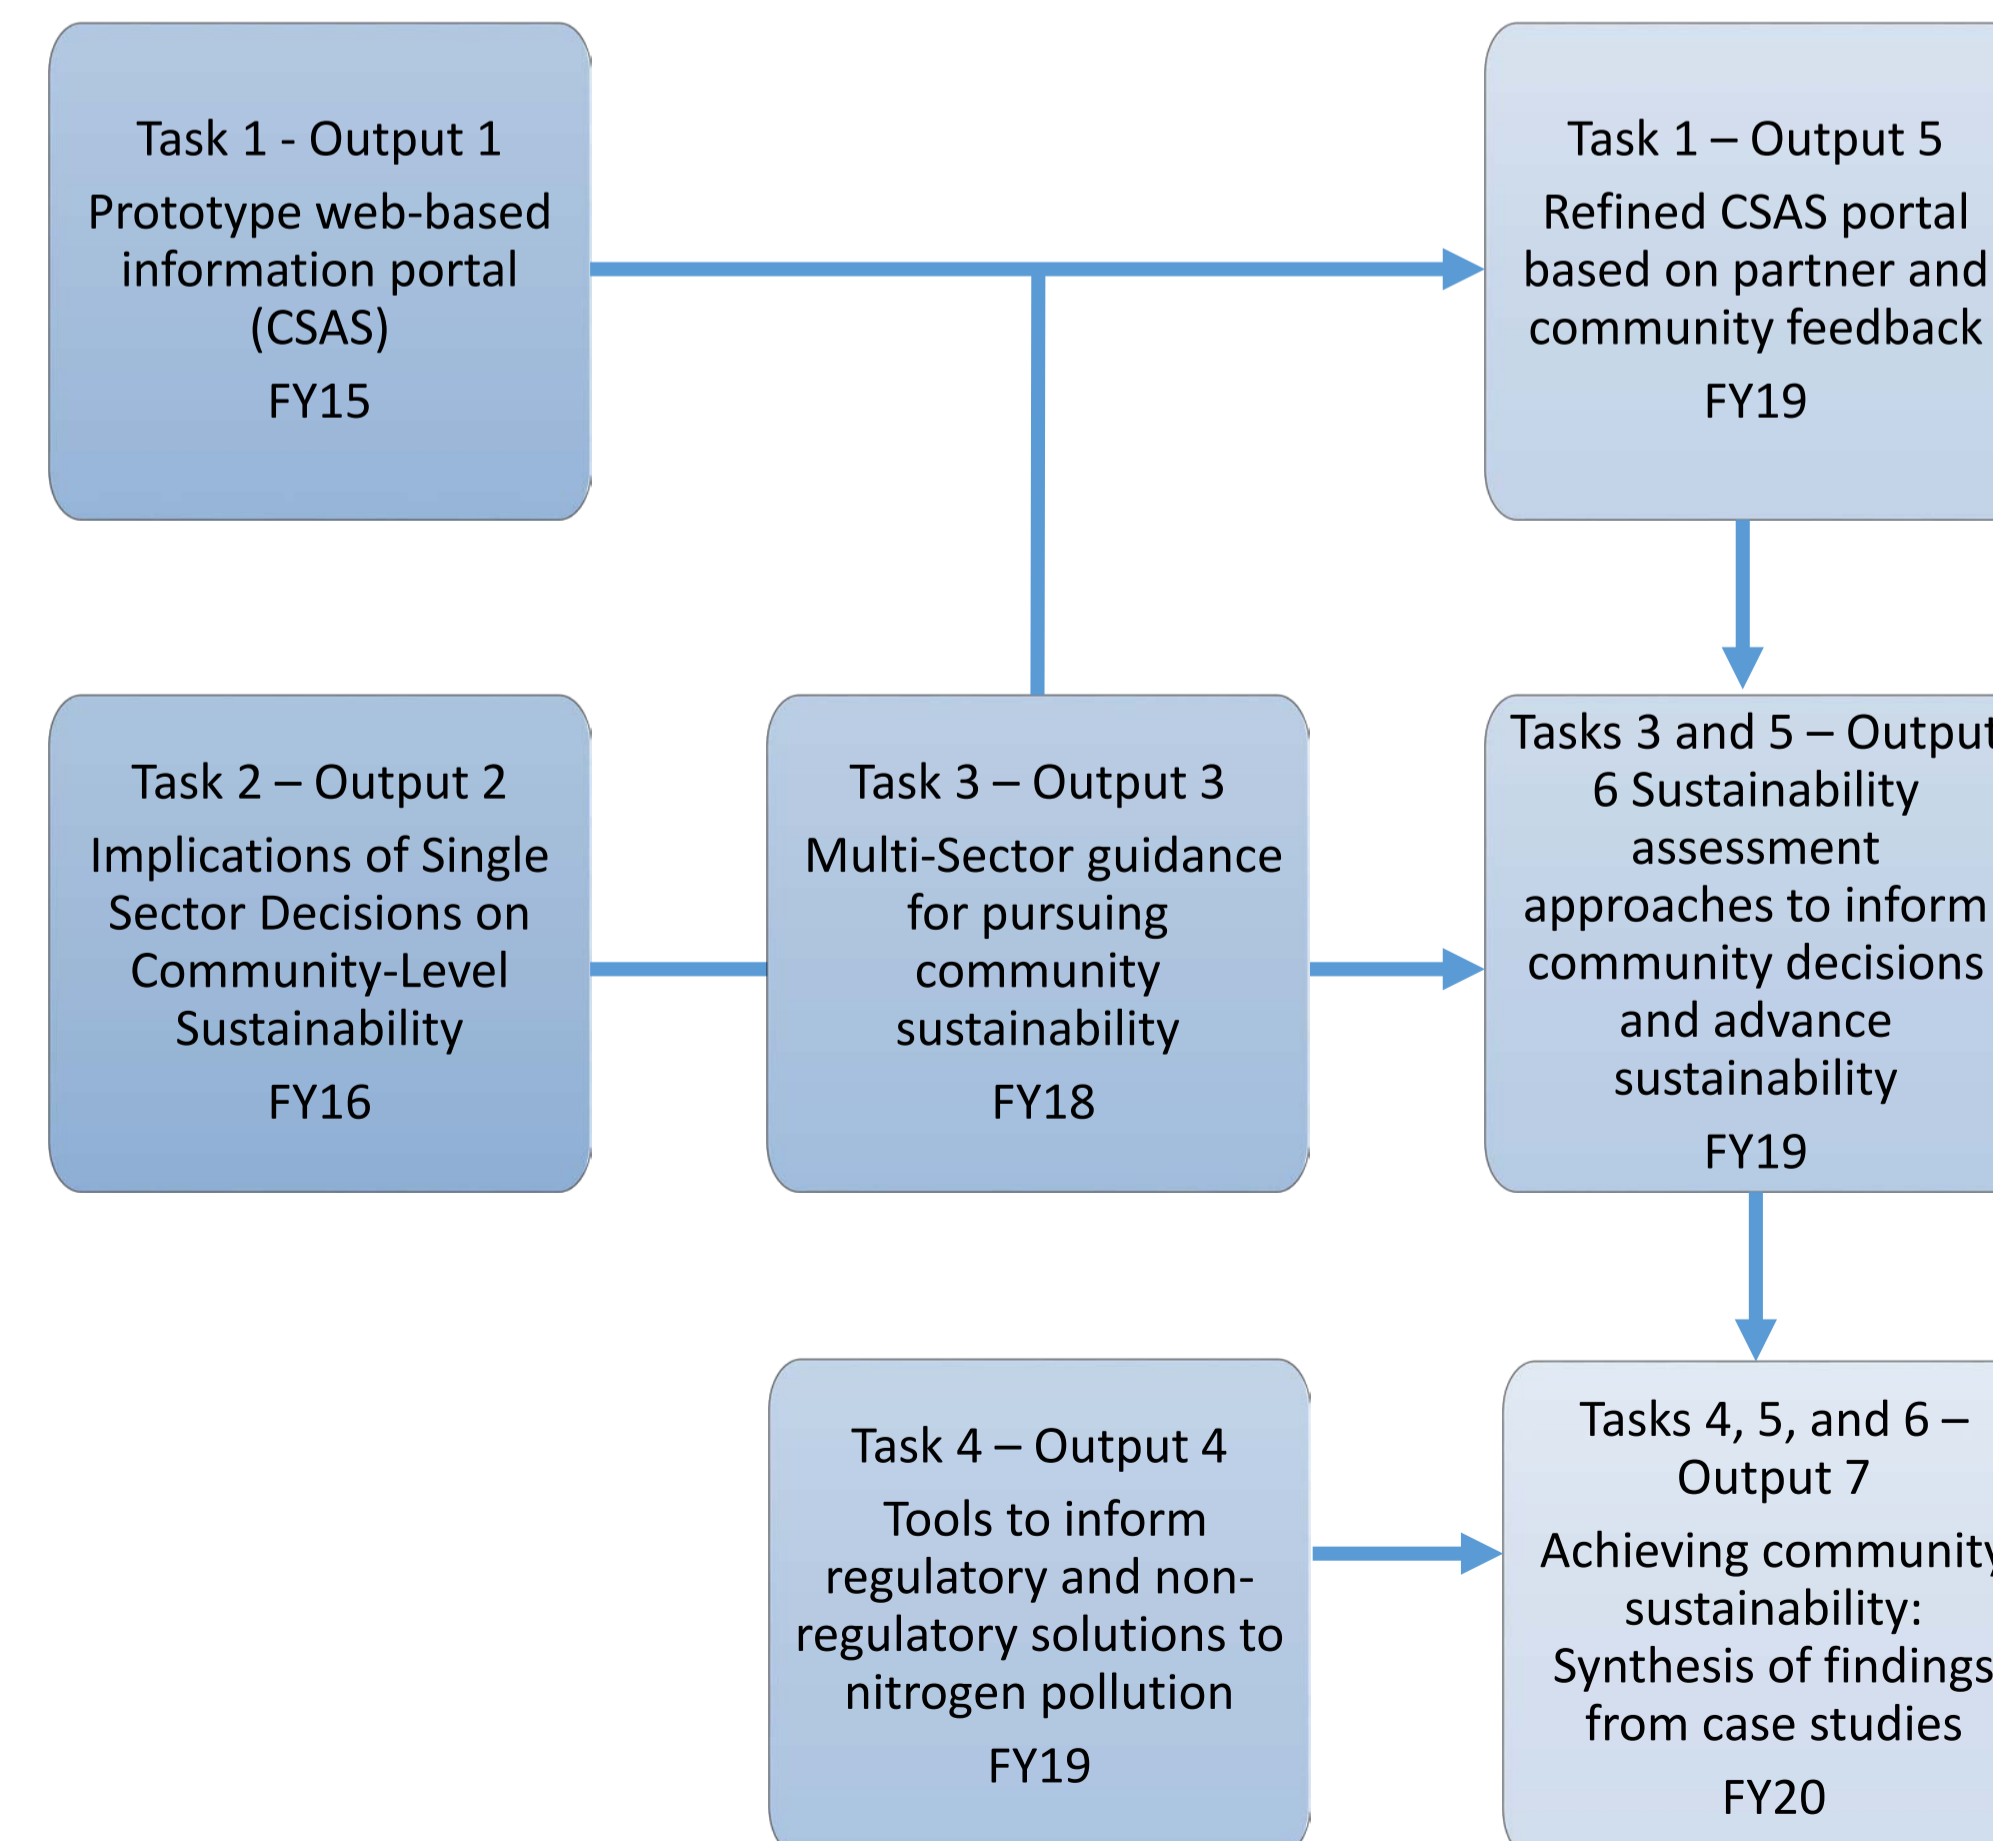 Task 1 - Output 1
Prototype web-based
information portal
(CSAS)
FY15
Task 1 – Output 5
Refined CSAS portal
based on partner and
community feedback
FY19
Task 2 – Output 2
Implications of Single
Sector Decisions on
Community-Level
Sustainability
FY16
Task 3 – Output 3
Multi-Sector guidance
for pursuing
community
sustainability
FY18
Tasks 3 and 5 – Output
6 Sustainability
assessment
approaches to inform
community decisions
and advance
sustainability
FY19
Task 4 – Output 4
Tools to inform
regulatory and non-
regulatory solutions to
nitrogen pollution
FY19
Tasks 4, 5, and 6 –
Output 7
Achieving community
sustainability:
Synthesis of findings
from case studies
FY20